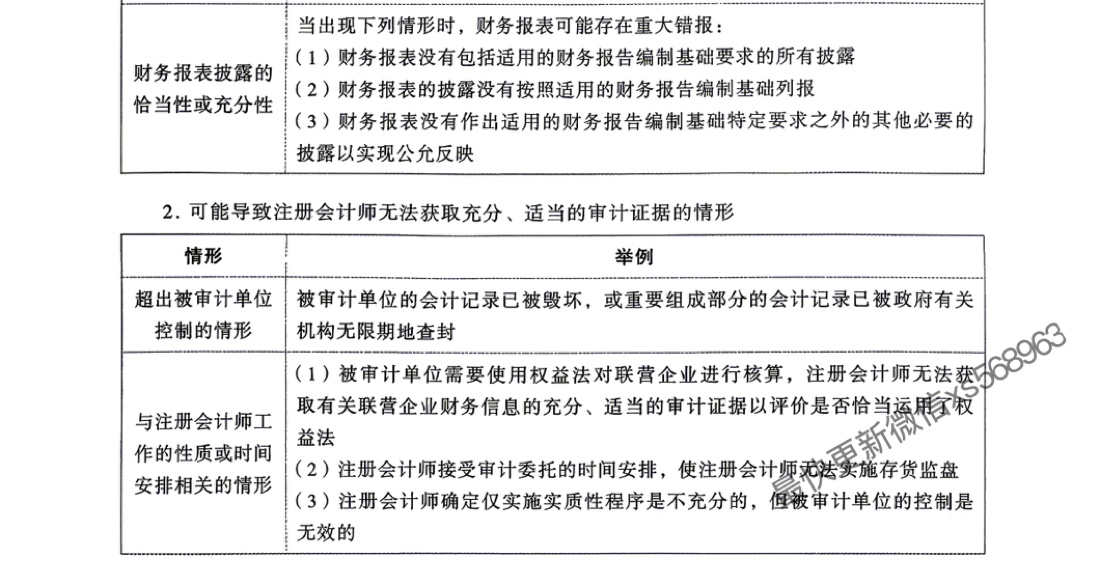 当出现下列情形时，财务报表可能存在重大错报：
（1）财务报表没有包括适用的财务报告编制基础要求的所有披露
财务报表披露的
恰当性或充分性
（2）财务报表的披露没有按照适用的财务报告编制基础列报
（3）财务报表没有作出适用的财务报告编制基础特定要求之外的其他必要的
披露以实现公允反映
2. 可能导致注册会计师无法获取充分、适当的审计证据的情形
情形
举例
超出被审计单位
控制的情形
被审计单位的会计记录已被毁坏，或重要组成部分的会计记录已被政府有关
机构无限期地查封
与注册会计师工
作的性质或时间
安排相关的情形
（1）被审计单位需要使用权益法对联营企业进行核算，注册会计师无法获
取有关联营企业财务信息的充分、适当的审计证据以评价是否恰当运用了权
益法
（2）注册会计师接受审计委托的时间安排，使注册会计师无法实施存货监盘
（3）注册会计师确定仅实施实质性程序是不充分的，但被审计单位的控制是
无效的
最快更新微信xs568963